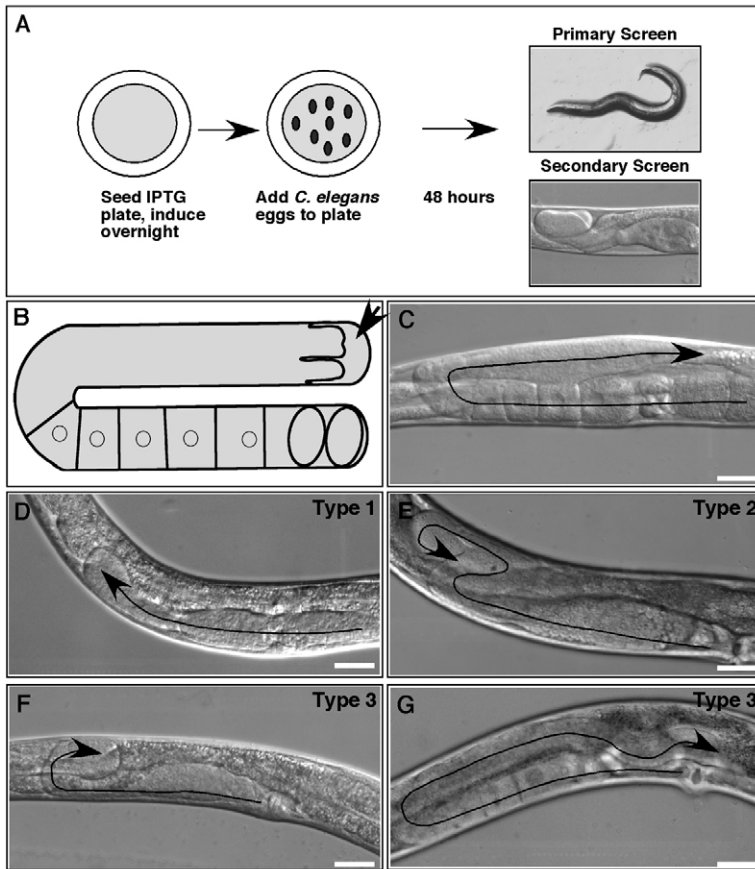 A
Primary Screen
Seed IPTG
plate, induce
overnight
Add C. elegans
eggs to plate
48 hours
Secondary Screen
B
C
D
Type 1
E
Type 2
F
Type 3
G
Type 3